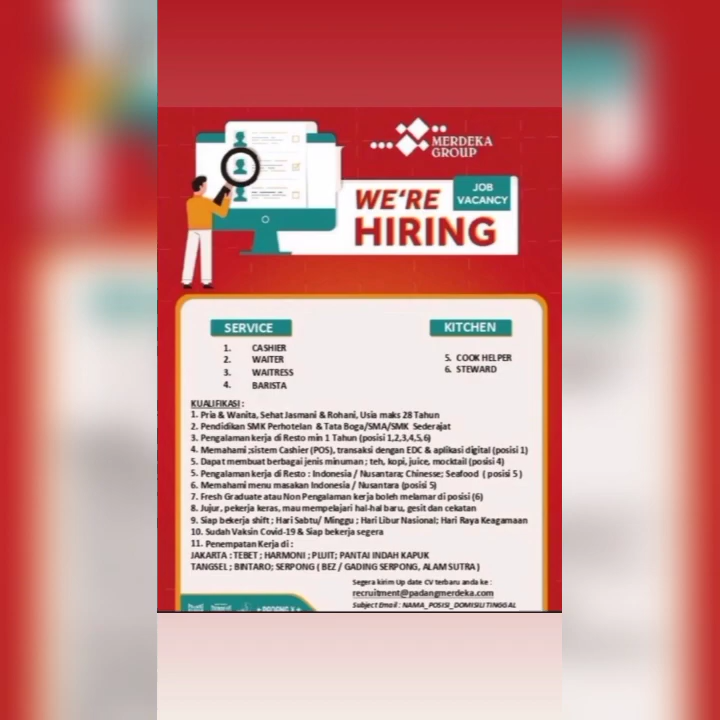 MERDEKA
GROUP
JOB
VACANCY
WE'RE
HIRING
SERVICE
1. CASHIER
2. WAITER
3. WAITRESS
4. BARISTA
KITCHEN
5. COOK HELPER
6. STEWARD
KUALIFIKASI :
1. Pria & Wanita, Sehat Jasmani & Rohani, Usia maks 28 Tahun
2. Pendidikan SMK Perhotelan & Tata Boga/SMA/SMK Sederajat
3. Pengalaman kerja di Resto min 1 Tahun (posisi 1,2,3,4,5,6)
4. Memahami ;sistem Cashier (POS), transaksi dengan EDC & aplikasi digital (posisi 1)
5. Dapat membuat berbagai jenis minuman ; teh, kopi, juice, mocktail (posisi 4)
5. Pengalaman kerja di Resto : Indonesia / Nusantara; Chinesse; Seafood ( posisi 5 )
6. Memahami menu masakan Indonesia / Nusantara (posisi 5)
7. Fresh Graduate atau Non Pengalaman kerja boleh melamar di posisi (6)
8. Jujur, pekerja keras, mau mempelajari hal-hal baru, gesit dan cekatan
9. Siap bekerja shift ; Hari Sabtu/ Minggu ; Hari Libur Nasional; Hari Raya Keagamaan
10. Sudah Vaksin Covid-19 & Siap bekerja segera
11. Penempatan Kerja di :
JAKARTA : TEBET ; HARMONI ; PLUIT; PANTAI INDAH KAPUK
TANGSEL ; BINTARO; SERPONG ( BEZ / GADING SERPONG, ALAM SUTRA )
Segera kirim Up date CV terbaru anda ke :
recruitment@padangmerdeka.com
Subject Email : NAMA_POSISI_DOMISILI TINGGAL